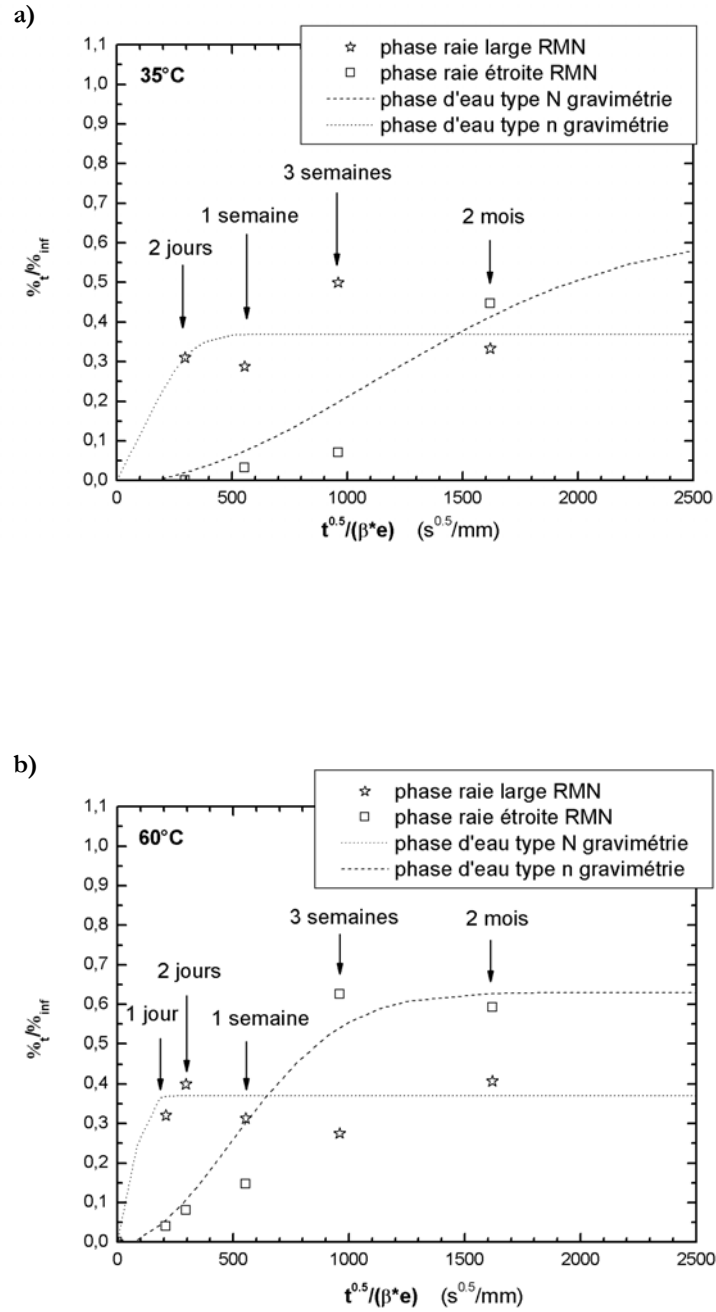 a)
1,1
1,0
0,9
0,8
0,7
0,6
0,5
0,4
0,3
0,2
0,1
0,0
%t/%inf
35°C
phase raie large RMN
phase raie étroite RMN
phase d'eau type N gravimétrie
phase d'eau type n gravimétrie
3 semaines
1 semaine
2 mois
2 jours
0 500 1000 1500 2000 2500
t^0.5/(β*e) (s^0.5/mm)
b)
1,1
1,0
0,9
0,8
0,7
0,6
0,5
0,4
0,3
0,2
0,1
0,0
%t/%inf
60°C
phase raie large RMN
phase raie étroite RMN
phase d'eau type N gravimétrie
phase d'eau type n gravimétrie
3 semaines
2 mois
2 jours
1 jour
1 semaine
0 500 1000 1500 2000 2500
t^0.5/(β*e) (s^0.5/mm)